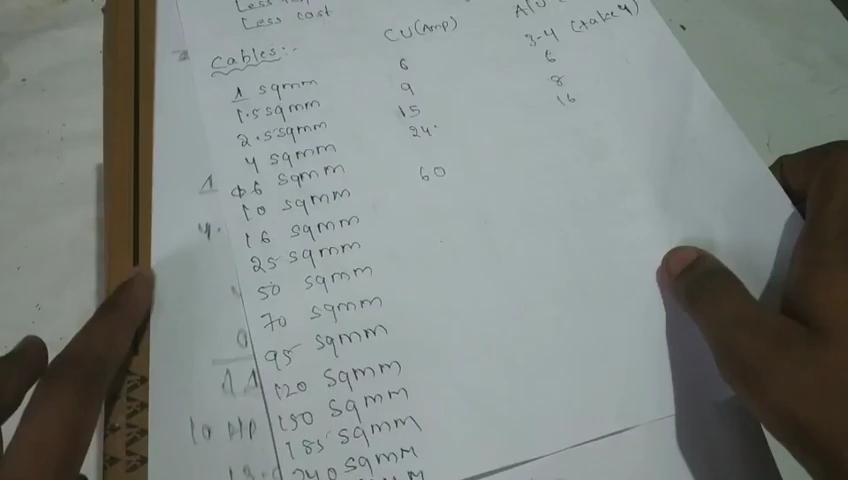 Less cost
Cables:- CU(Amp)
1 sqmm 6 3-4 (take 4)
1.5 sqmm 9 6
2.5 sqmm 15 8
4 sqmm 24. 16
6 sqmm
10 sqmm 60
16 sqmm
25 sqmm
50 sqmm
70 sqmm
95 sqmm
120 sqmm
150 sqmm
185 sqmm
240 sqmm
10 HP